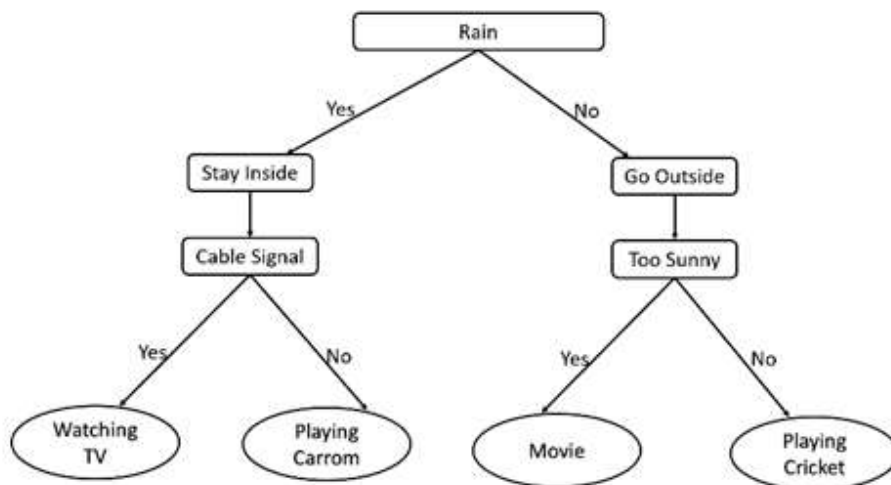 Rain
Yes
No
Stay Inside
Go Outside
Cable Signal
Too Sunny
Yes
No
Yes
No
Watching
TV
Playing
Carrom
Movie
Playing
Cricket